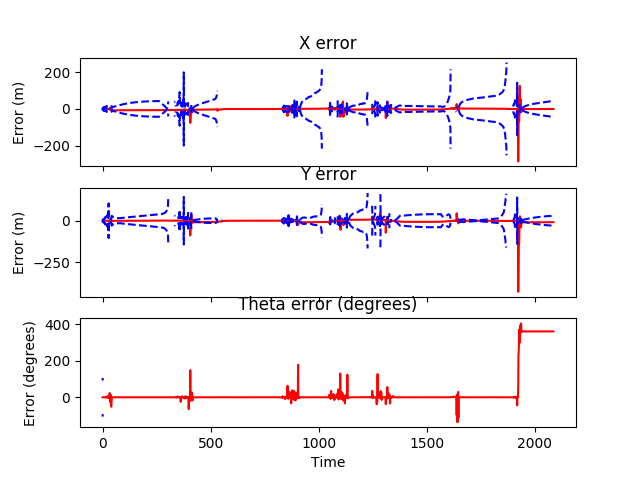 X error
200
0
−200
Error (m)
Y error
0
−250
Error (m)
Theta error (degrees)
400
200
0
Error (degrees)
0 500 1000 1500 2000
Time